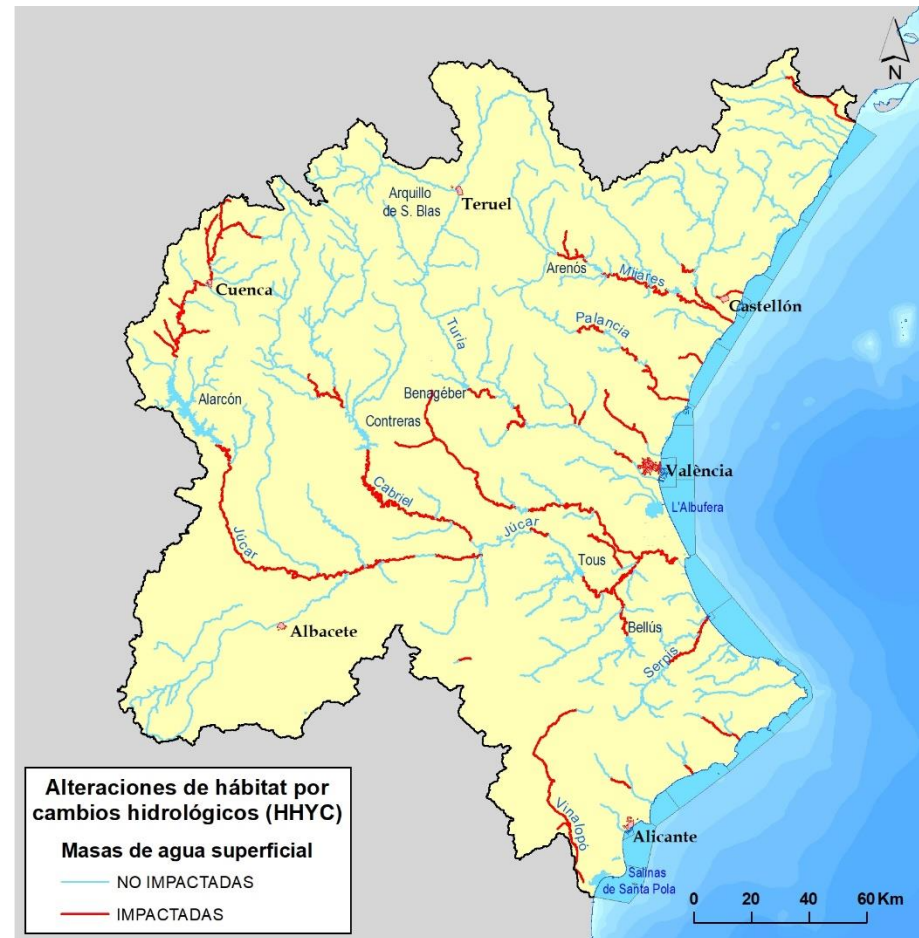 N
Arquillo
de S. Blas
Teruel
Cuenca
Arenós
Mijares
Castellón
Palancia
Turia
Alarcón
Benagéber
Contreras
València
Cabriel
L'Albufera
Júcar
Júcar
Tous
Albacete
Bellús
Serpis
Vinalopó
Alicante
Salinas
de Santa Pola
Alteraciones de hábitat por
cambios hidrológicos (HHYC)
Masas de agua superficial
NO IMPACTADAS
IMPACTADAS
0 20 40 60 Km